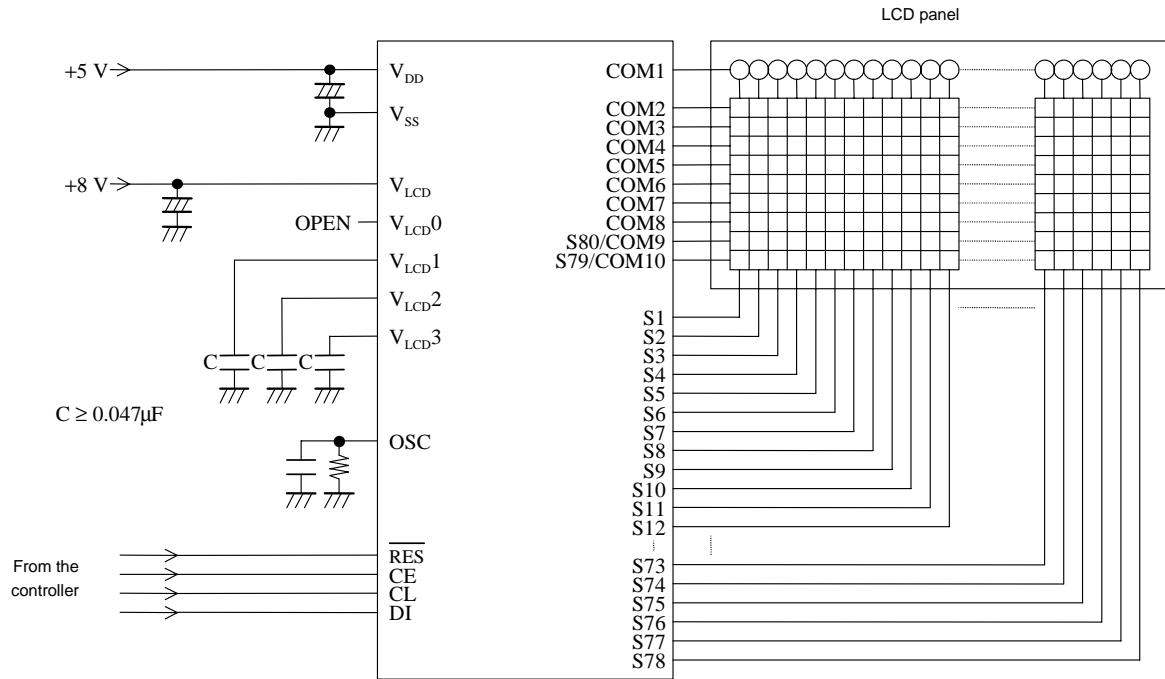 LCD panel
+5 V
VDD
COM1
VSS
COM2
COM3
COM4
COM5
+8 V
VLCD
COM6
COM7
OPEN
VLCD0
COM8
S80/COM9
VLCD1
S79/COM10
VLCD2
S1
S2
VLCD3
S3
C
C
C
S4
S5
C ≥ 0.047µF
S6
S7
OSC
S8
S9
S10
S11
S12
From the
controller
RES
S73
CE
S74
CL
S75
DI
S76
S77
S78